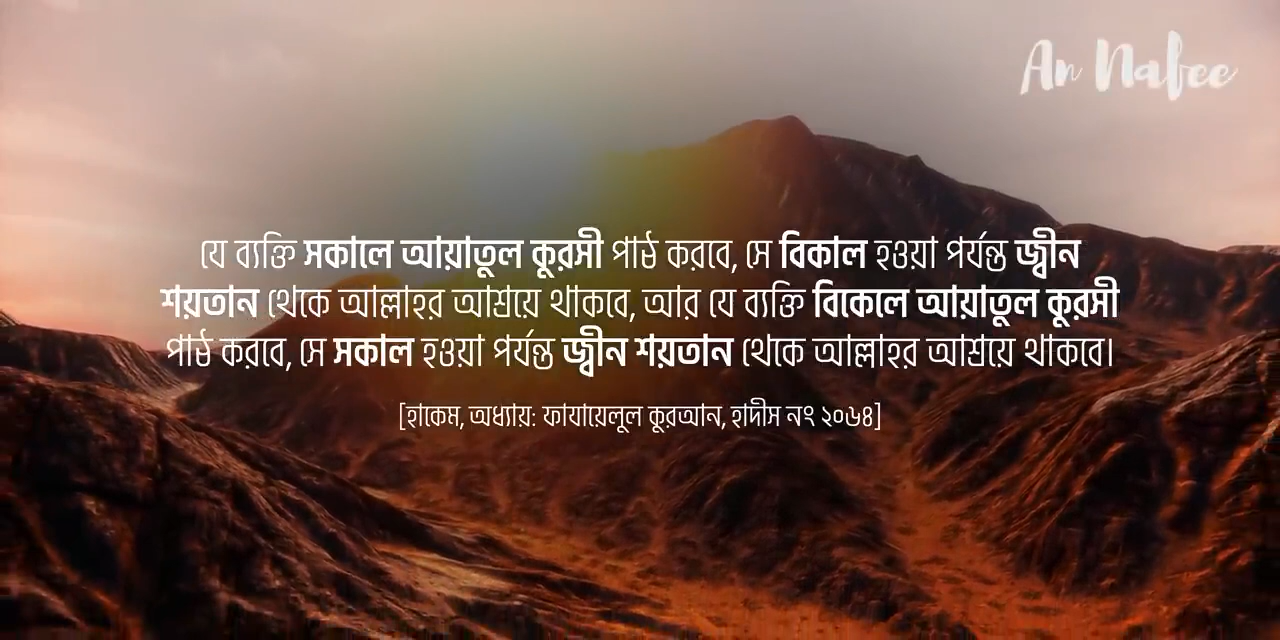 An Nabee
যে ব্যক্তি সকালে আয়াতুল কুরসী পাঠ করবে, সে বিকাল হওয়া পর্যন্ত জ্বীন
শয়তান থেকে আল্লাহর আশ্রয়ে থাকবে, আর যে ব্যক্তি বিকেলে আয়াতুল কুরসী
পাঠ করবে, সে সকাল হওয়া পর্যন্ত জ্বীন শয়তান থেকে আল্লাহর আশ্রয়ে থাকবে।
[হাকেম, অধ্যায়: ফাযায়েলুল কুরআন, হাদীস নং ২০৬৪]